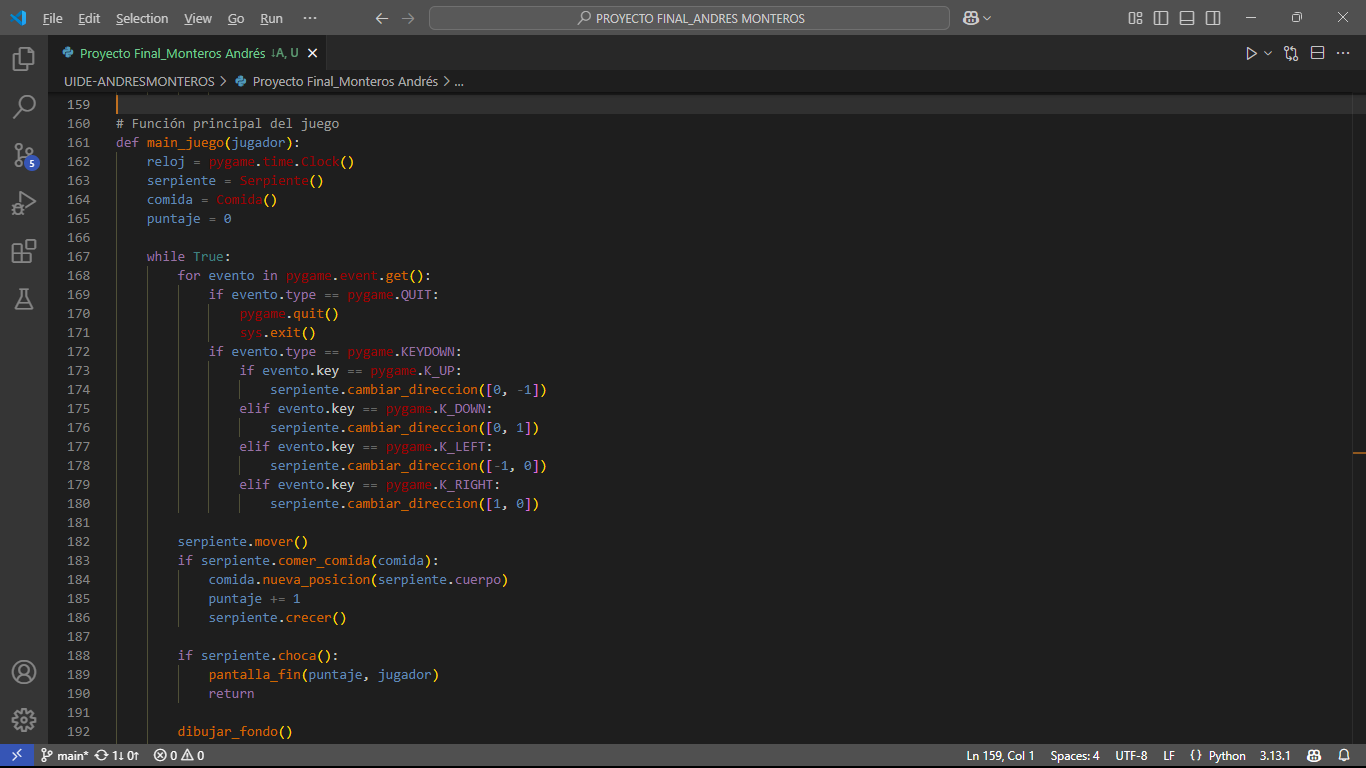 File Edit Selection View Go Run ··· PROYECTO FINAL_ANDRES MONTEROS
Proyecto Final_Monteros Andrés ↓A, U
UIDE-ANDRESMONTEROS > Proyecto Final_Monteros Andrés > ...
159
160 # Función principal del juego
161 def main_juego(jugador):
162     reloj = pygame.time.Clock()
163     serpiente = Serpiente()
164     comida = Comida()
165     puntaje = 0
166
167     while True:
168         for evento in pygame.event.get():
169             if evento.type == pygame.QUIT:
170                 pygame.quit()
171                 sys.exit()
172             if evento.type == pygame.KEYDOWN:
173                 if evento.key == pygame.K_UP:
174                     serpiente.cambiar_direccion([0, -1])
175                 elif evento.key == pygame.K_DOWN:
176                     serpiente.cambiar_direccion([0, 1])
177                 elif evento.key == pygame.K_LEFT:
178                     serpiente.cambiar_direccion([-1, 0])
179                 elif evento.key == pygame.K_RIGHT:
180                     serpiente.cambiar_direccion([1, 0])
181
182         serpiente.mover()
183         if serpiente.comer_comida(comida):
184             comida.nueva_posicion(serpiente.cuerpo)
185             puntaje += 1
186             serpiente.crecer()
187
188         if serpiente.choca():
189             pantalla_fin(puntaje, jugador)
190             return
191
192         dibujar_fondo()
5
main* 1↓ 0↑ 0 0 Ln 159, Col 1 Spaces: 4 UTF-8 LF {} Python 3.13.1